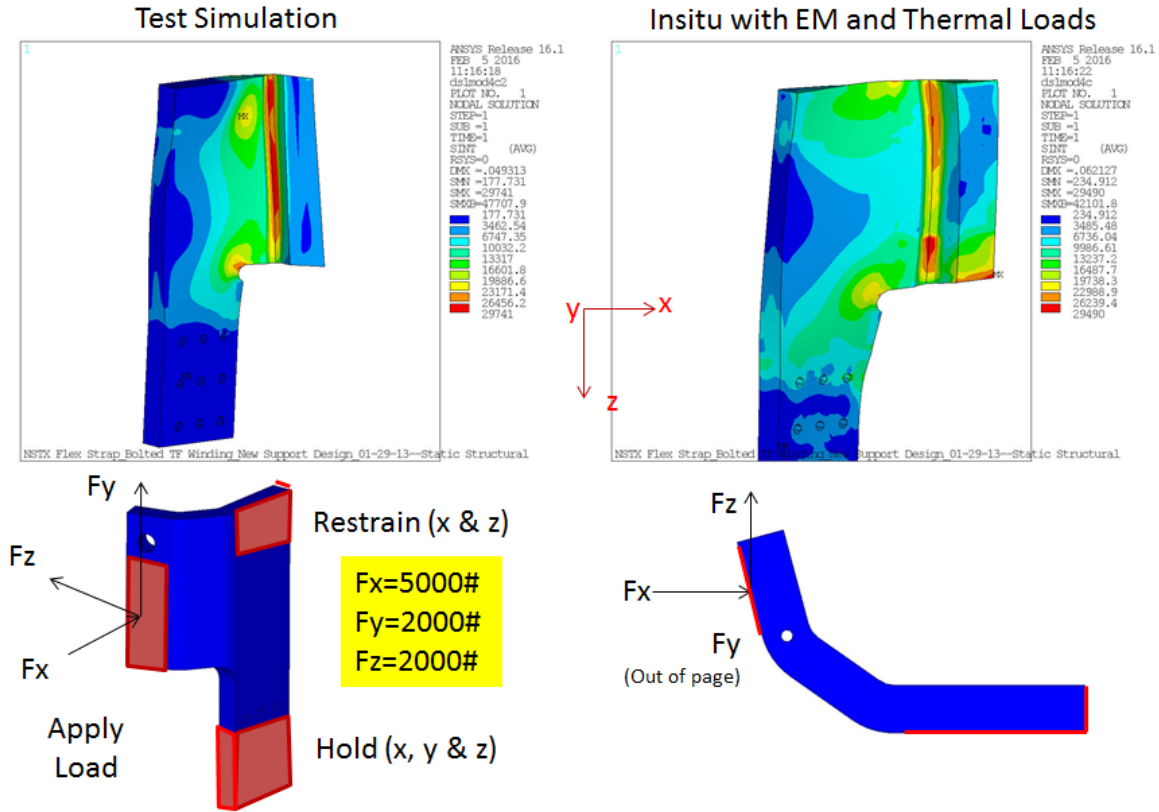 Test Simulation
Insitu with EM and Thermal Loads
1
ANSYS Release 16.1
FEB 5 2016
11:16:18
ds1mod4c2
PLOT NO. 1
NODAL SOLUTION
STEP=1
SUB =1
TIME=1
SINT (AVG)
RSYS=0
DMX =.049313
SMN =177.731
SMX =29741
SMXB=47707.9
177.731
3462.54
6747.35
10032.2
13317
16601.8
19886.6
23171.4
26456.2
29741
MX
NSTX Flex Strap_Bolted TF Winding_New Support Design_01-29-13--Static Structural
1
ANSYS Release 16.1
FEB 5 2016
11:16:22
ds1mod4c
PLOT NO. 1
NODAL SOLUTION
STEP=1
SUB =1
TIME=1
SINT (AVG)
RSYS=0
DMX =.062127
SMN =234.912
SMX =29490
SMXB=42101.8
234.912
3485.48
6736.04
9986.61
13237.2
16487.7
19738.3
22988.9
26239.4
29490
MX
NSTX Flex Strap_Bolted TF Winding_New Support Design_01-29-13--Static Structural
y
x
z
Fy
Fz
Fx
Restrain (x & z)
Fx=5000#
Fy=2000#
Fz=2000#
Apply
Load
Hold (x, y & z)
Fz
Fx
Fy
(Out of page)